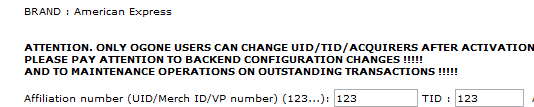 BRAND : American Express
ATTENTION. ONLY OGONE USERS CAN CHANGE UID/TID/ACQUIRERS AFTER ACTIVATION
PLEASE PAY ATTENTION TO BACKEND CONFIGURATION CHANGES !!!!!
AND TO MAINTENANCE OPERATIONS ON OUTSTANDING TRANSACTIONS !!!!!
Affiliation number (UID/Merch ID/VP number) (123...): 123 TID : 123